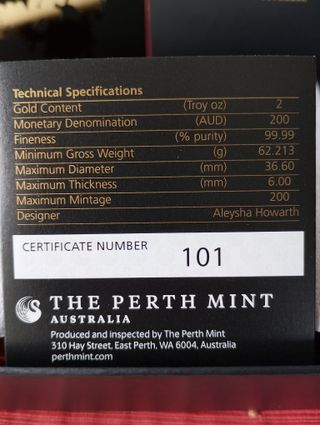 Technical Specifications
Gold Content (Troy oz) 2
Monetary Denomination (AUD) 200
Fineness (% purity) 99.99
Minimum Gross Weight (g) 62.213
Maximum Diameter (mm) 36.60
Maximum Thickness (mm) 6.00
Maximum Mintage 200
Designer Aleysha Howarth
CERTIFICATE NUMBER 101
THE PERTH MINT
AUSTRALIA
Produced and inspected by The Perth Mint
310 Hay Street, East Perth, WA 6004, Australia
perthmint.com